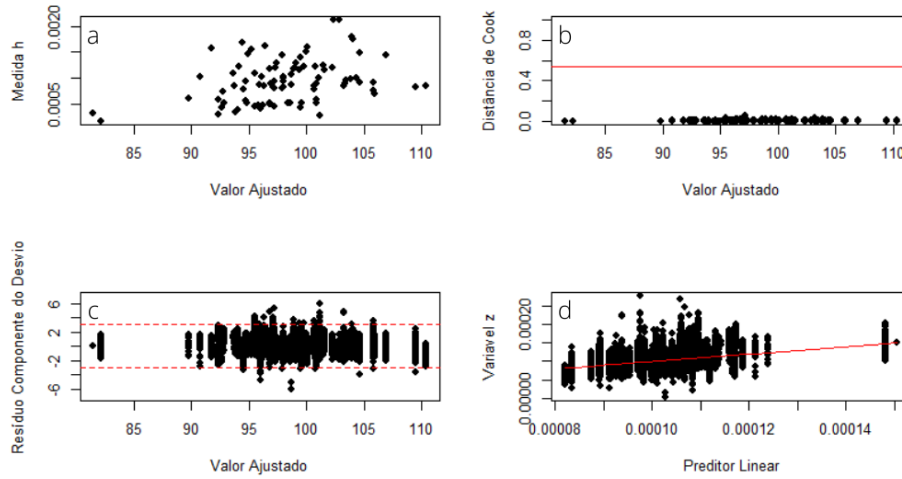 a
Medida h
0.0005
0.0020
85 90 95 100 105 110
Valor Ajustado
b
Distância de Cook
0.0 0.4 0.8
85 90 95 100 105 110
Valor Ajustado
c
Resíduo Componente do Desvio
-6 -2 2 6
85 90 95 100 105 110
Valor Ajustado
d
Variavel z
0.00000 0.00020
0.00008 0.00010 0.00012 0.00014
Preditor Linear